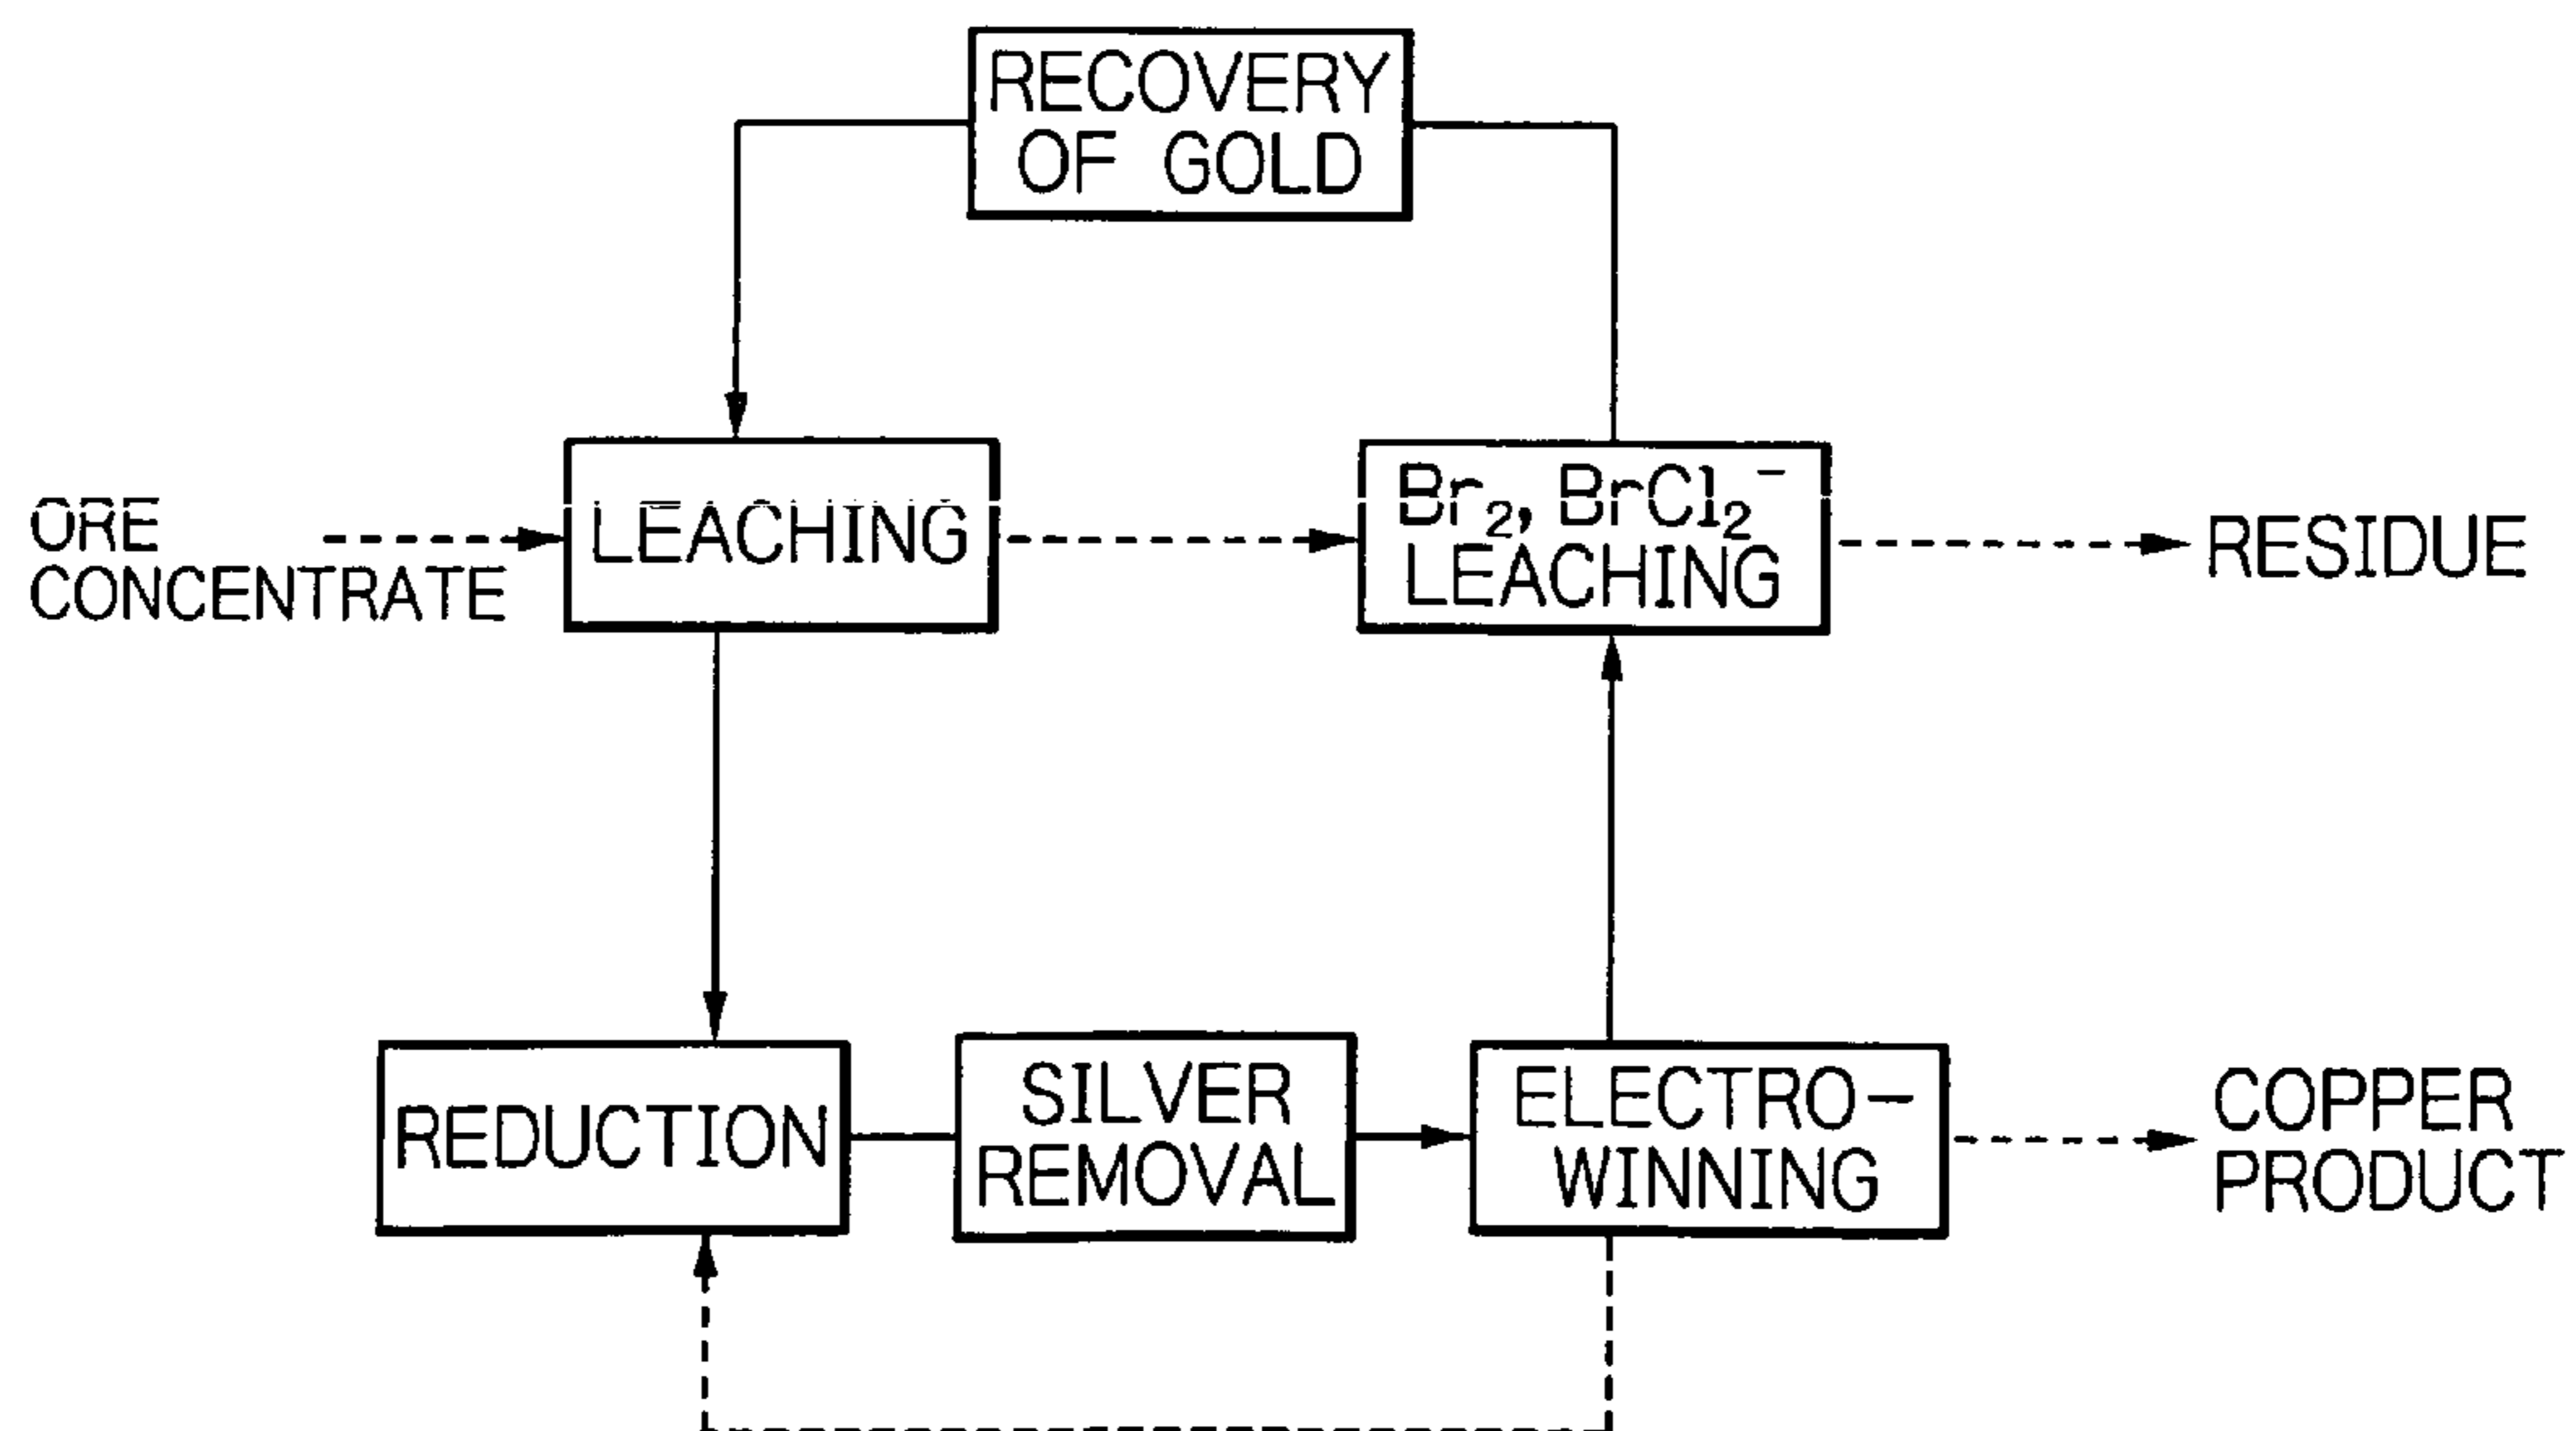 RECOVERY
OF GOLD
ORE
CONCENTRATE
LEACHING
Br₂, BrCl₂⁻
LEACHING
RESIDUE
REDUCTION
SILVER
REMOVAL
ELECTRO-
WINNING
COPPER
PRODUCT